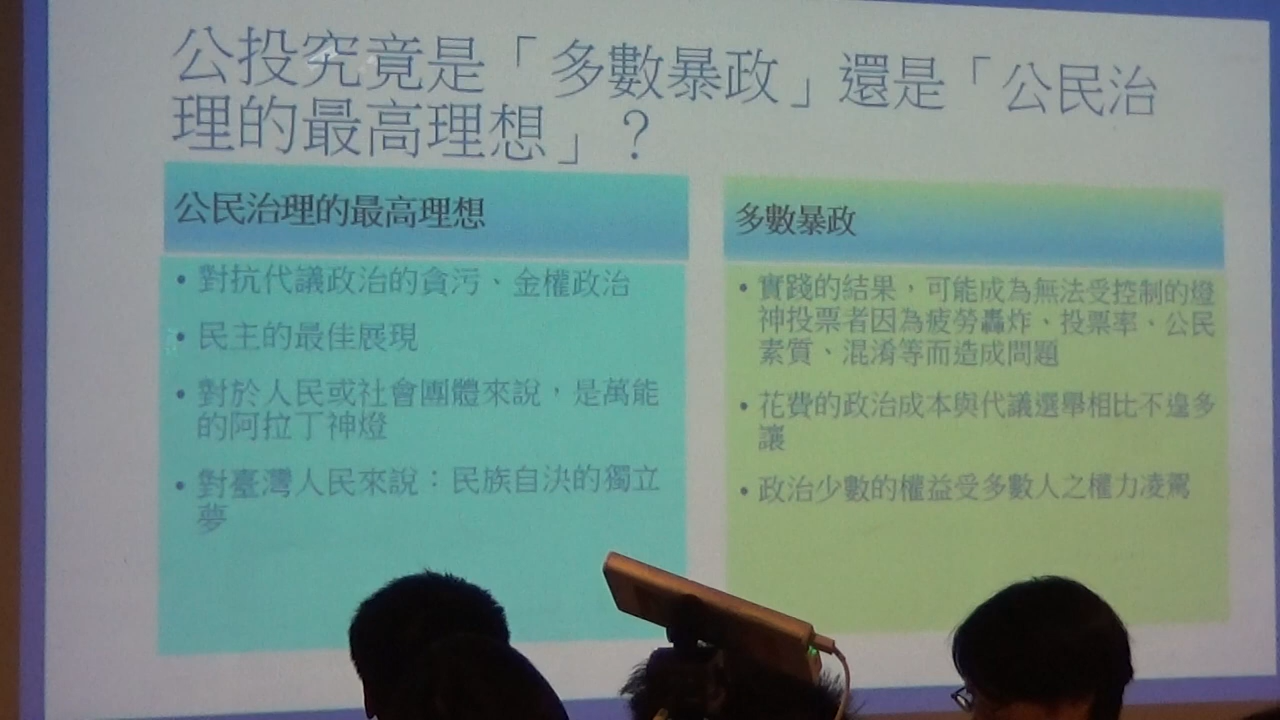 公投究竟是「多數暴政」還是「公民治
理的最高理想」?
公民治理的最高理想
• 對抗代議政治的貪污、金權政治
• 民主的最佳展現
• 對於人民或社會團體來說，是萬能
的阿拉丁神燈
• 對臺灣人民來說：民族自決的獨立
夢
多數暴政
• 實踐的結果，可能成為無法受控制的燈
神投票者因為疲勞轟炸、投票率、公民
素質、混淆等而造成問題
• 花費的政治成本與代議選舉相比不遑多
讓
• 政治少數的權益受多數人之權力凌駕